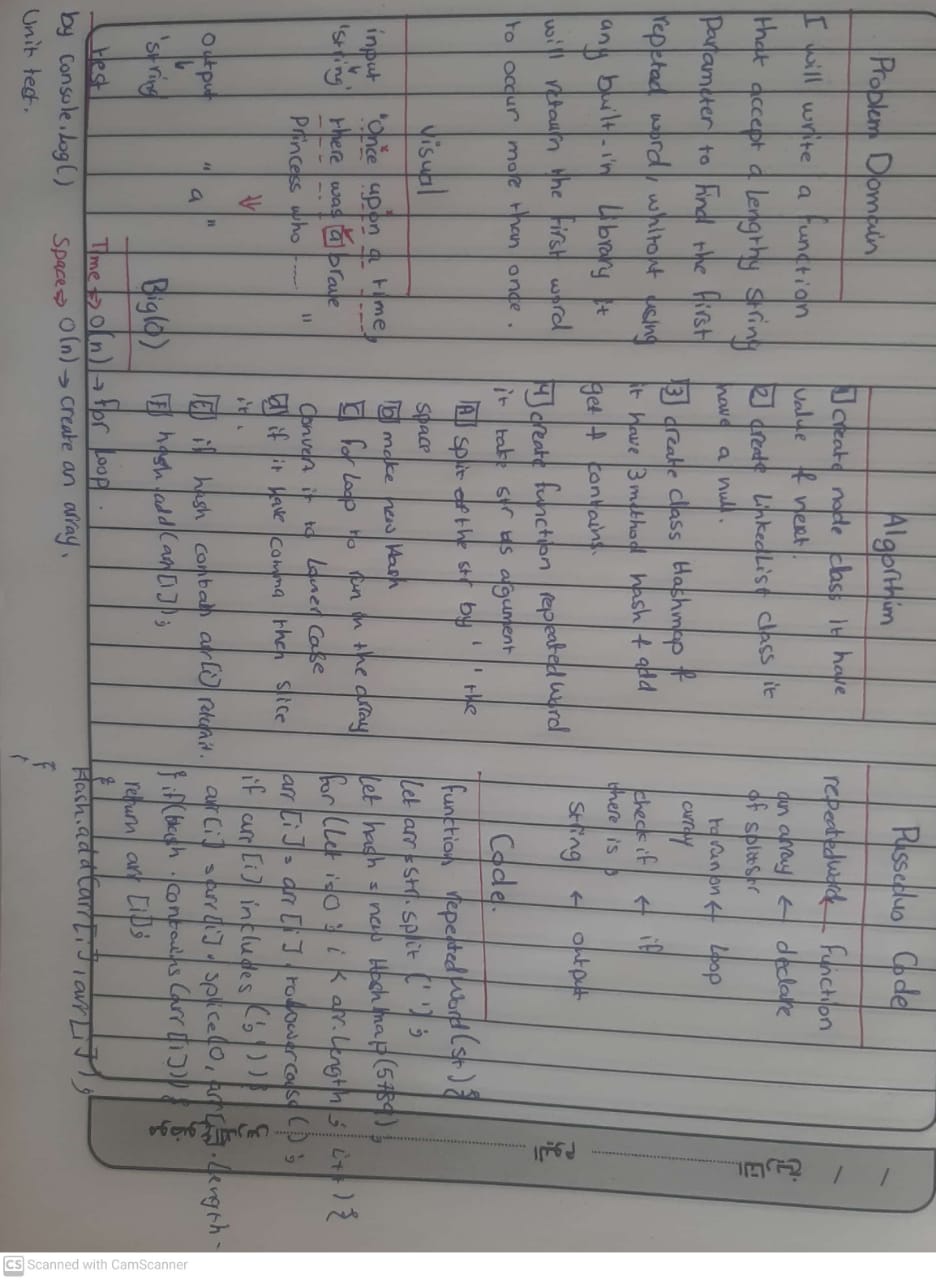 Problem Domain
I will write a function
that accept a lengthy string
Parameter to find the first
repeted word, whitout using
any built-in library it
will retaun the first word
to occur more than once.
Visual
input
'string'
"Once upon a time,
there was a brave
Princess who ...... "
output
'string'
" a "
Big(O)
Time => O(n) → for loop.
Space => O(n) → create an array.
test
by console.log()
Unit test.
Algorithim
1 create node class it have
value & next.
2 create linkedlist class it
have a null.
3 create class Hashmap &
it have 3 method hash & add
get & contains.
4 create function repeatedword
it take str as argument
A split of the str by ' ' the
space
b make new Hash
C for loop to run in the array
Convert it to Lower Case
d if it have comma then slice
it.
E if hash contain arr[i] return it.
F hash.add(arr[i]);
Pusseduo Code
repeatedword ← function
an array ← declare
of splitstr
to run on ← Loop
array
check if ← if
there is ,
string ← output
Code.
function repeatedword(str){
let arr = str.split(' ');
let hash = new Hashmap(5789);
for (let i=0; i < arr.length; i++){
arr[i] = arr[i].toLowercase();
if arr[i] includes (',')){
arr[i] = arr[i].splice(0, arr[i].length-
} if(hash.contains(arr[i])){
return arr[i];
}
Hash.add(arr[i],arr[i]);
}
}
CS Scanned with CamScanner